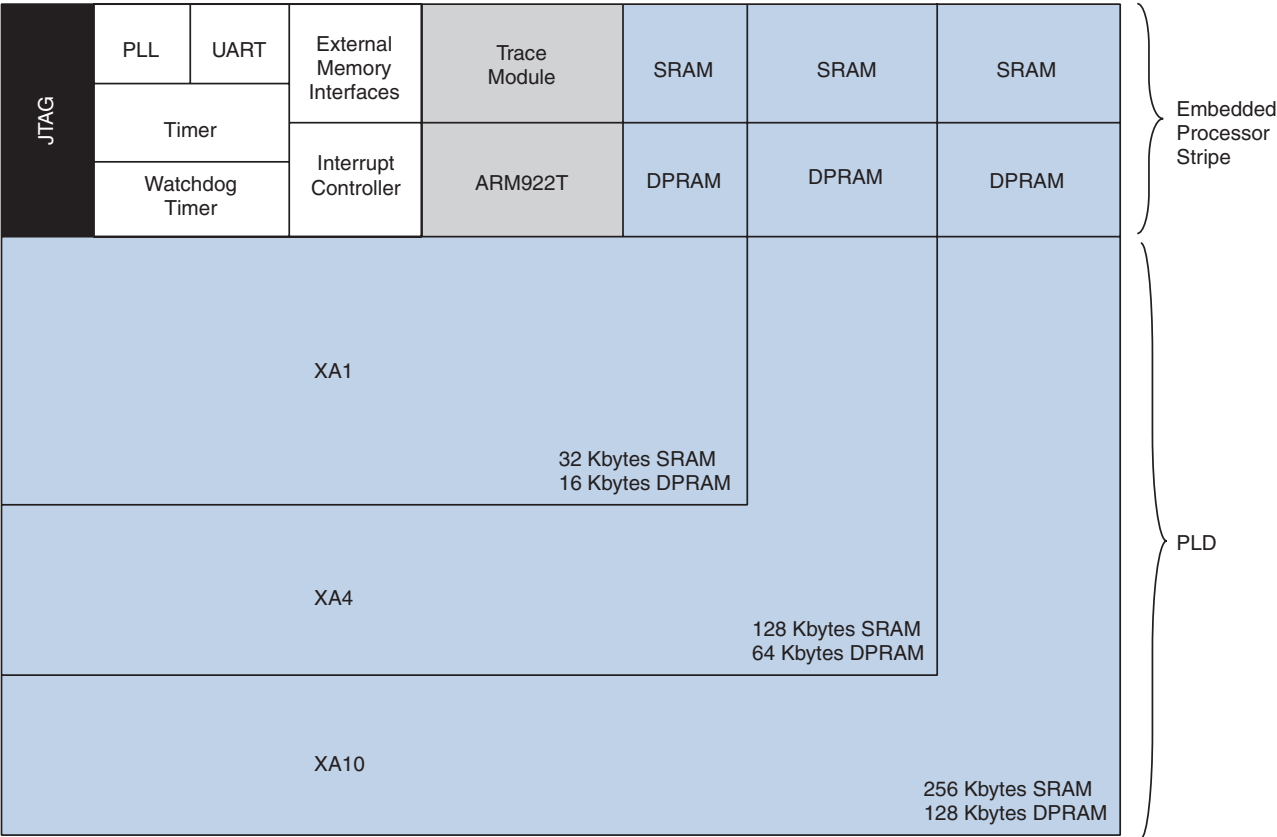 JTAG
PLL
UART
External
Memory
Interfaces
Trace
Module
SRAM
SRAM
SRAM
Timer
Watchdog
Timer
Interrupt
Controller
ARM922T
DPRAM
DPRAM
DPRAM
Embedded
Processor
Stripe
XA1
32 Kbytes SRAM
16 Kbytes DPRAM
XA4
128 Kbytes SRAM
64 Kbytes DPRAM
XA10
256 Kbytes SRAM
128 Kbytes DPRAM
PLD